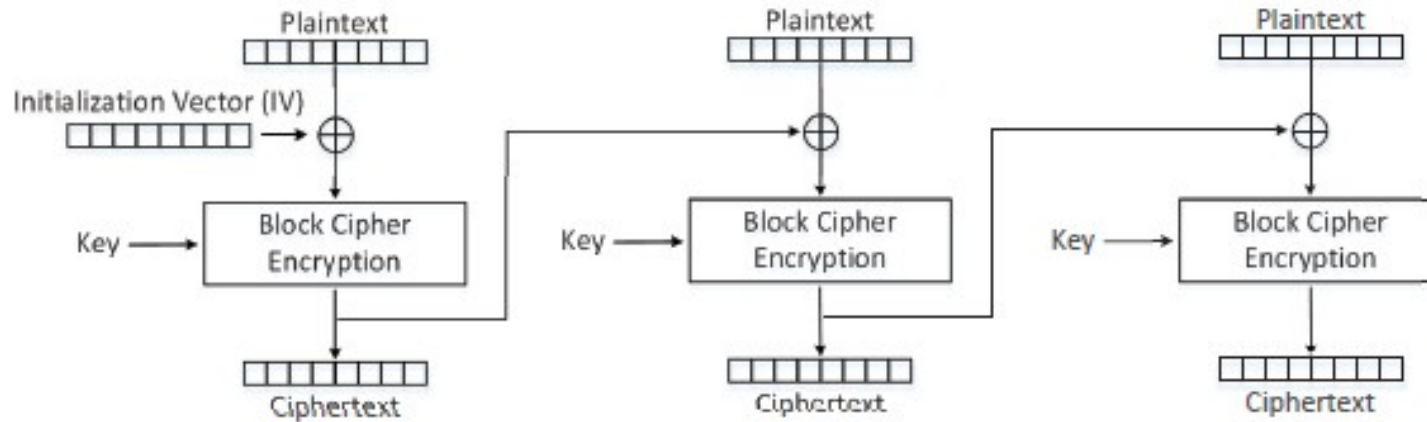 Plaintext
Plaintext
Plaintext
Initialization Vector (IV)
Key
Block Cipher
Encryption
Key
Block Cipher
Encryption
Key
Block Cipher
Encryption
Ciphertext
Ciphertext
Ciphertext